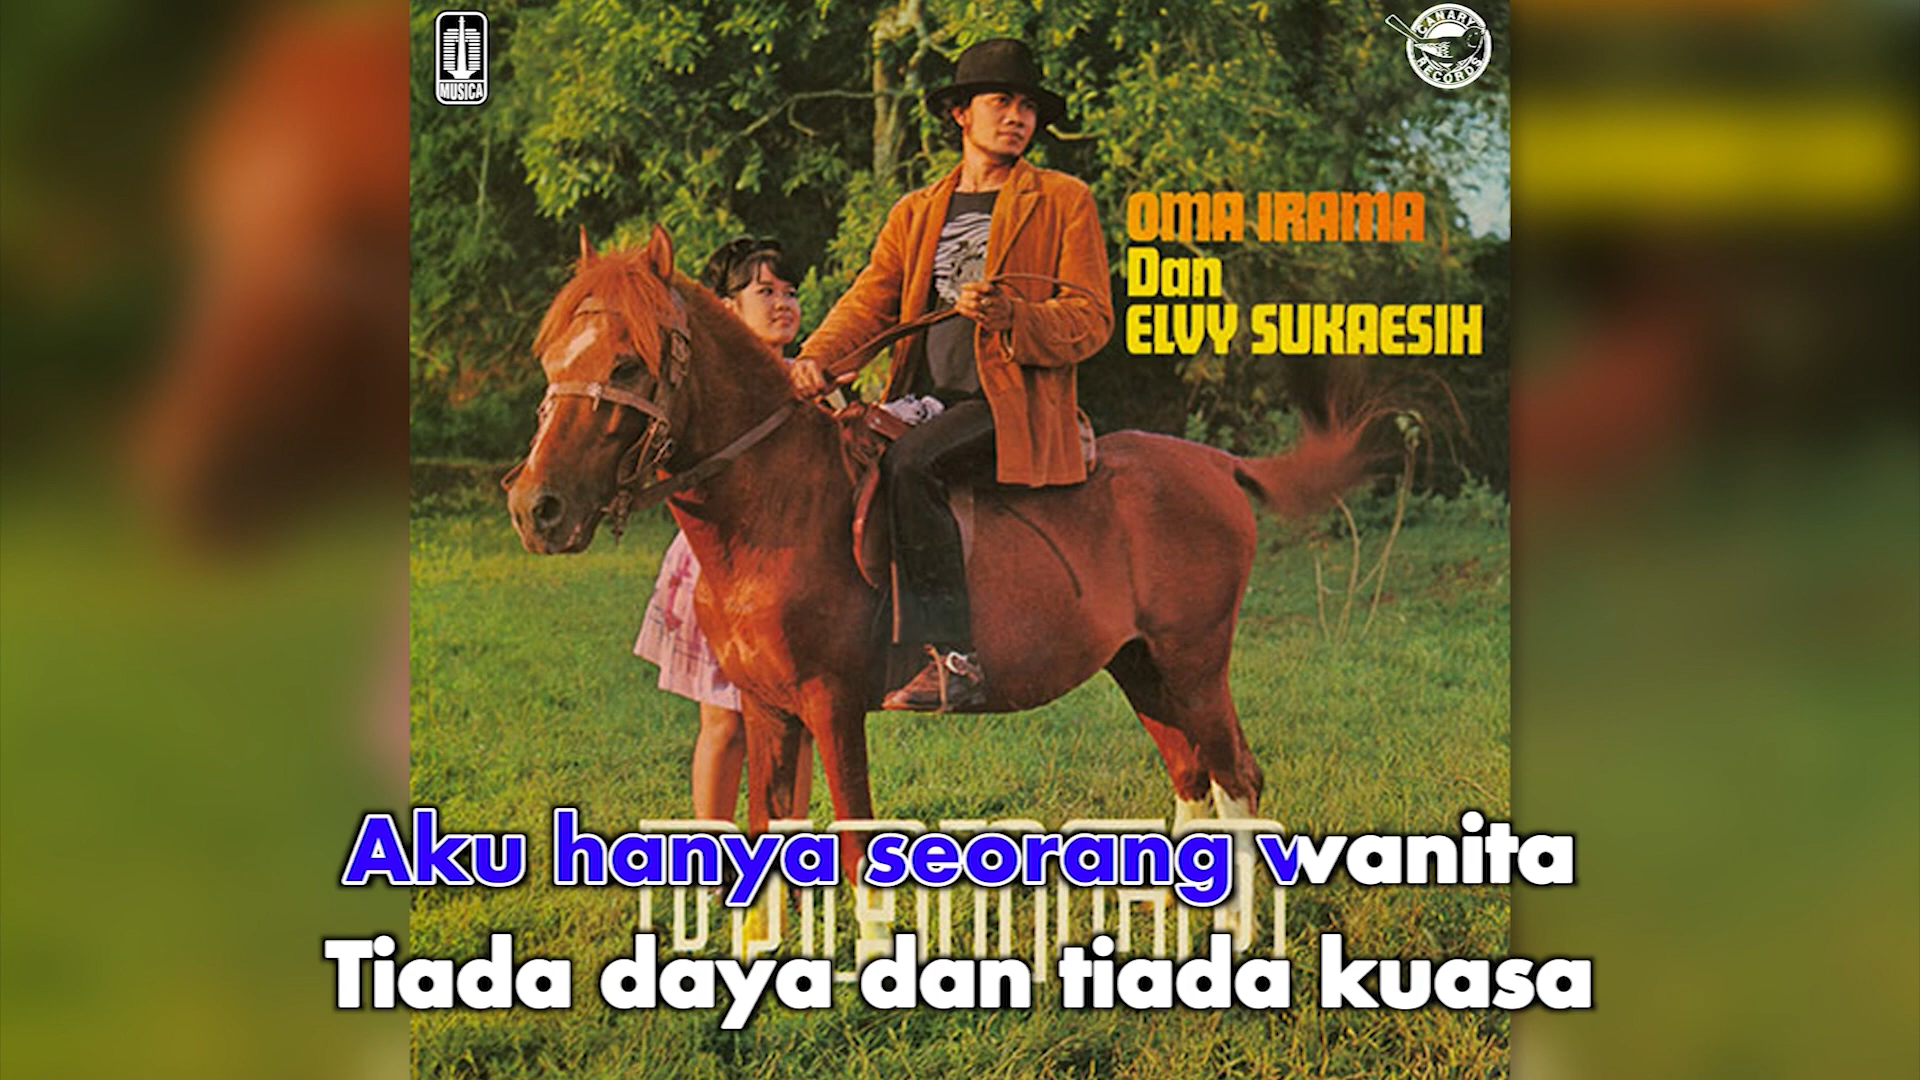 MUSICA
CANARY
RECORDS
OMA IRAMA
Dan
ELVY SUKAESIH
Aku hanya seorang wanita
Tiada daya dan tiada kuasa